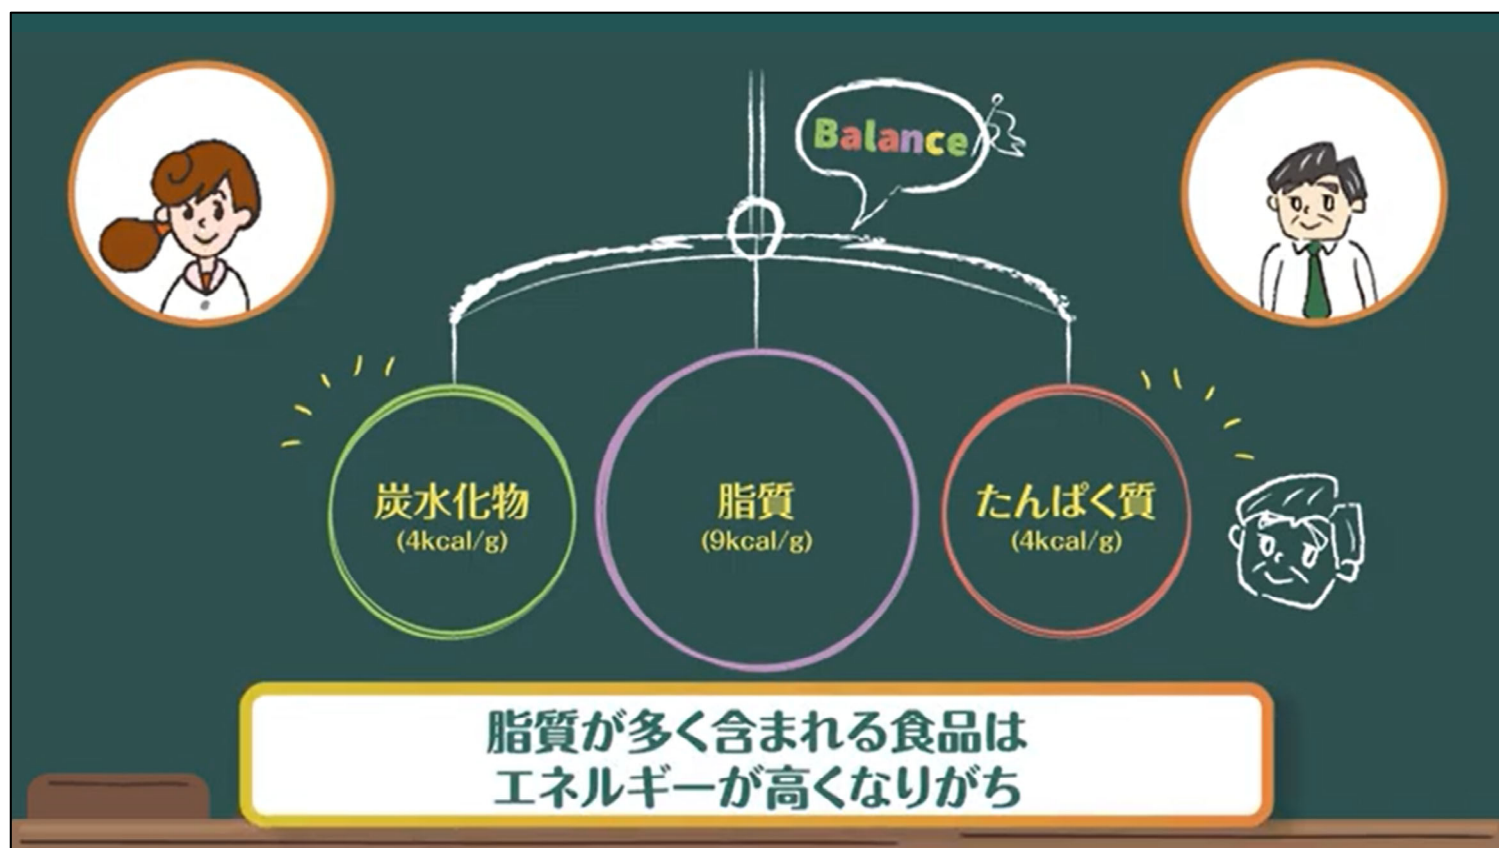 Balance
炭水化物
(4kcal/g)
脂質
(9kcal/g)
たんぱく質
(4kcal/g)
脂質が多く含まれる食品は
エネルギーが高くなりがち